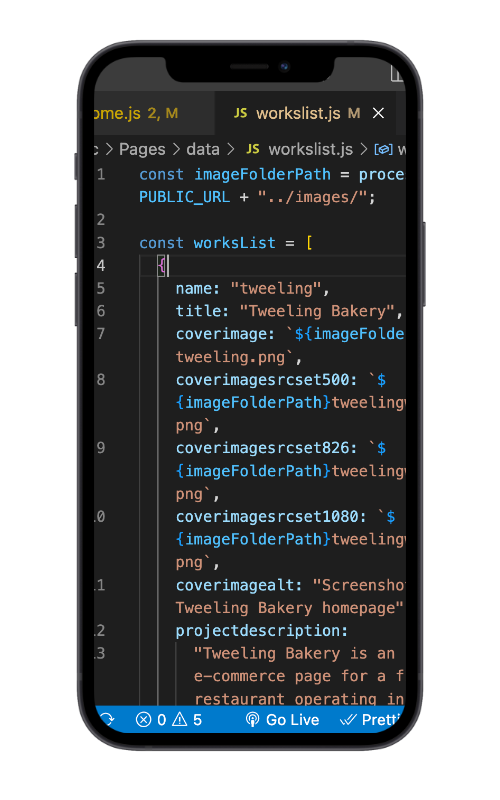 ome.js 2, M JS workslist.js M
c > Pages > data > JS workslist.js > w
1 const imageFolderPath = proce
PUBLIC_URL + "../images/";
2
3 const worksList = [
4 {
5 name: "tweeling",
6 title: "Tweeling Bakery",
7 coverimage: `${imageFolde
tweeling.png`,
8 coverimagesrcset500: `$
{imageFolderPath}tweelingw
png`,
9 coverimagesrcset826: `$
{imageFolderPath}tweelingw
png`,
10 coverimagesrcset1080: `$
{imageFolderPath}tweelingw
png`,
11 coverimagealt: "Screensho
Tweeling Bakery homepage"
12 projectdescription:
13 "Tweeling Bakery is an
e-commerce page for a f
restaurant operating in
0 5 Go Live Pretti